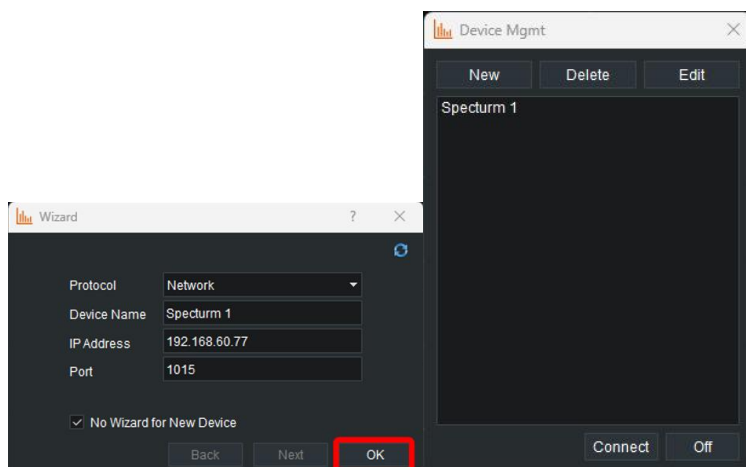 Device Mgmt
New Delete Edit
Specturm 1
Connect Off
Wizard ?
Protocol Network
Device Name Specturm 1
IP Address 192.168.60.77
Port 1015
No Wizard for New Device
Back Next OK